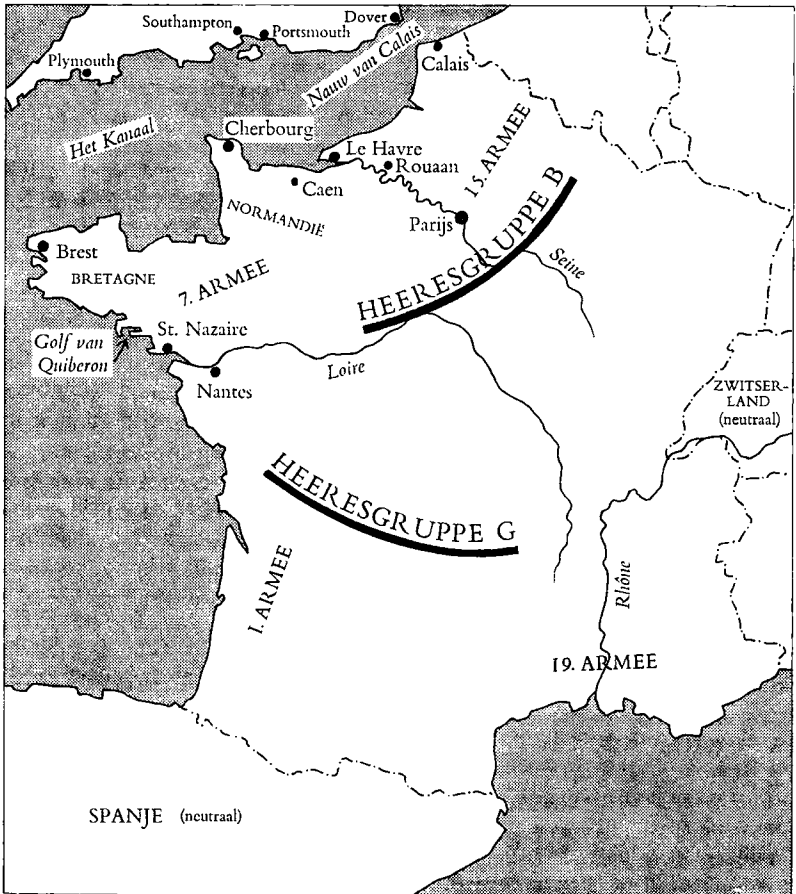 Dover
Southampton
Portsmouth
Plymouth
Nauw van Calais
Calais
Het Kanaal
Cherbourg
Le Havre
Rouaan
15. ARMEE
Caen
NORMANDIË
Parijs
HEERESGRUPPE B
Seine
Brest
BRETAGNE
7. ARMEE
St. Nazaire
Golf van
Quiberon
Loire
Nantes
ZWITSER-
LAND
(neutraal)
HEERESGRUPPE G
1. ARMEE
Rhône
19. ARMEE
SPANJE (neutraal)